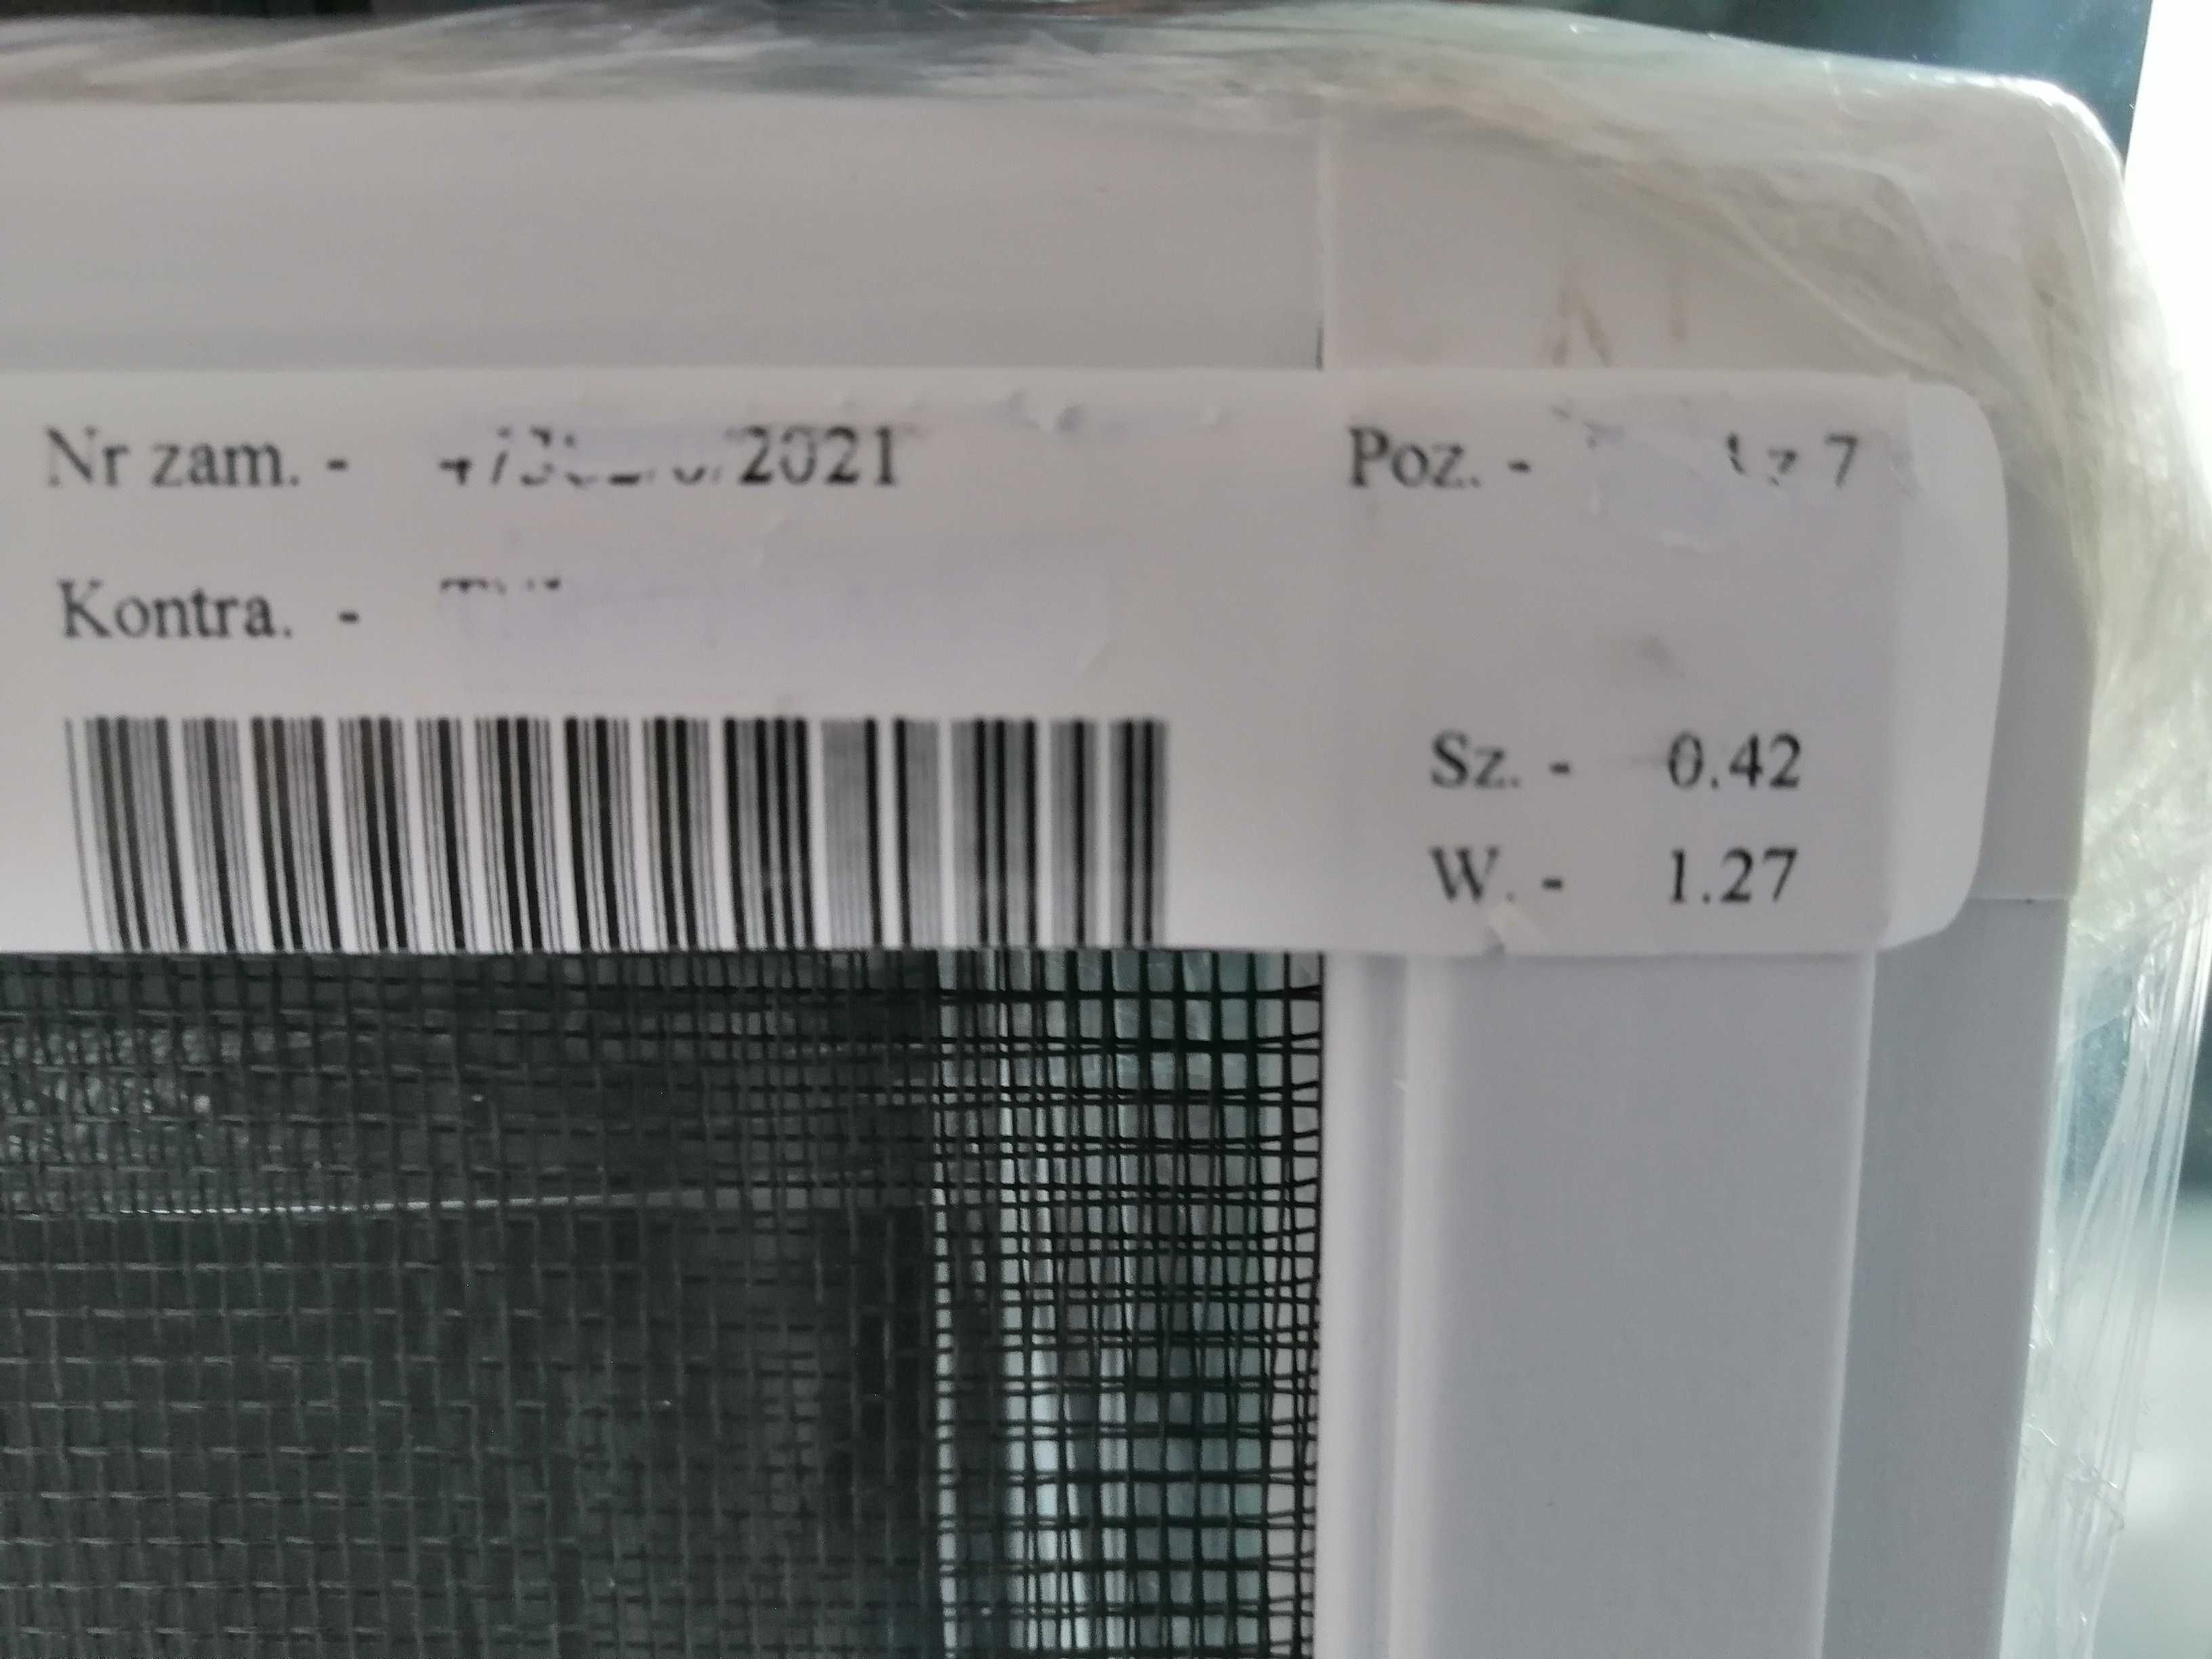 Nr zam. - /2021
Poz. - z 7
Kontra. -
Sz. - 0.42
W. - 1.27